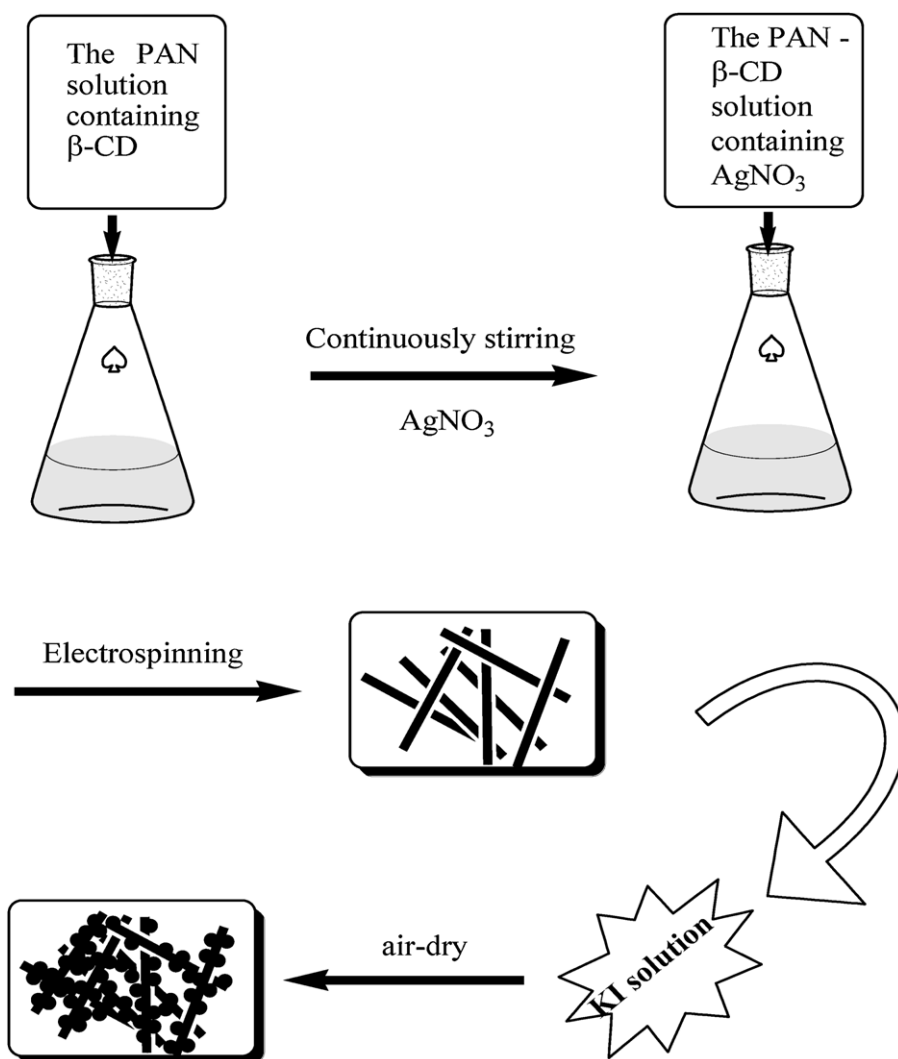 The PAN
solution
containing
β-CD
The PAN -
β-CD
solution
containing
AgNO₃
Continuously stirring
AgNO₃
Electrospinning
KI solution
air-dry